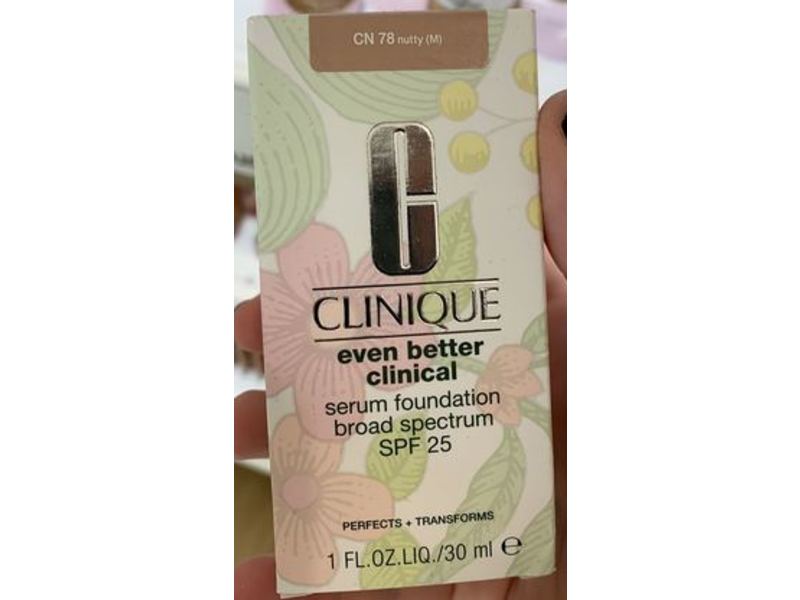 CN 78 nutty (M)
CLINIQUE
even better
clinical
serum foundation
broad spectrum
SPF 25
PERFECTS + TRANSFORMS
1 FL.OZ.LIQ./30 ml ℮